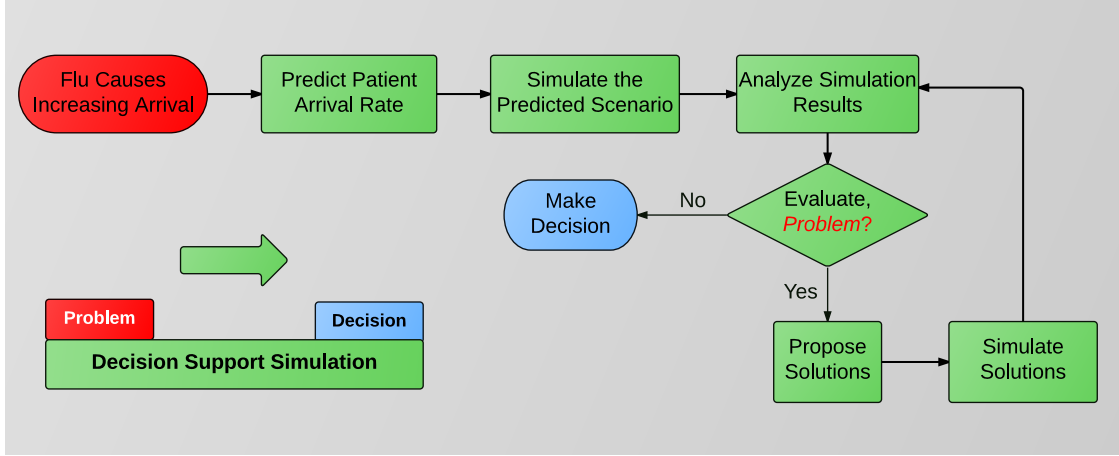 Flu Causes
Increasing Arrival
Predict Patient
Arrival Rate
Simulate the
Predicted Scenario
Analyze Simulation
Results
Make
Decision
No
Evaluate,
Problem?
Yes
Propose
Solutions
Simulate
Solutions
Problem
Decision
Decision Support Simulation